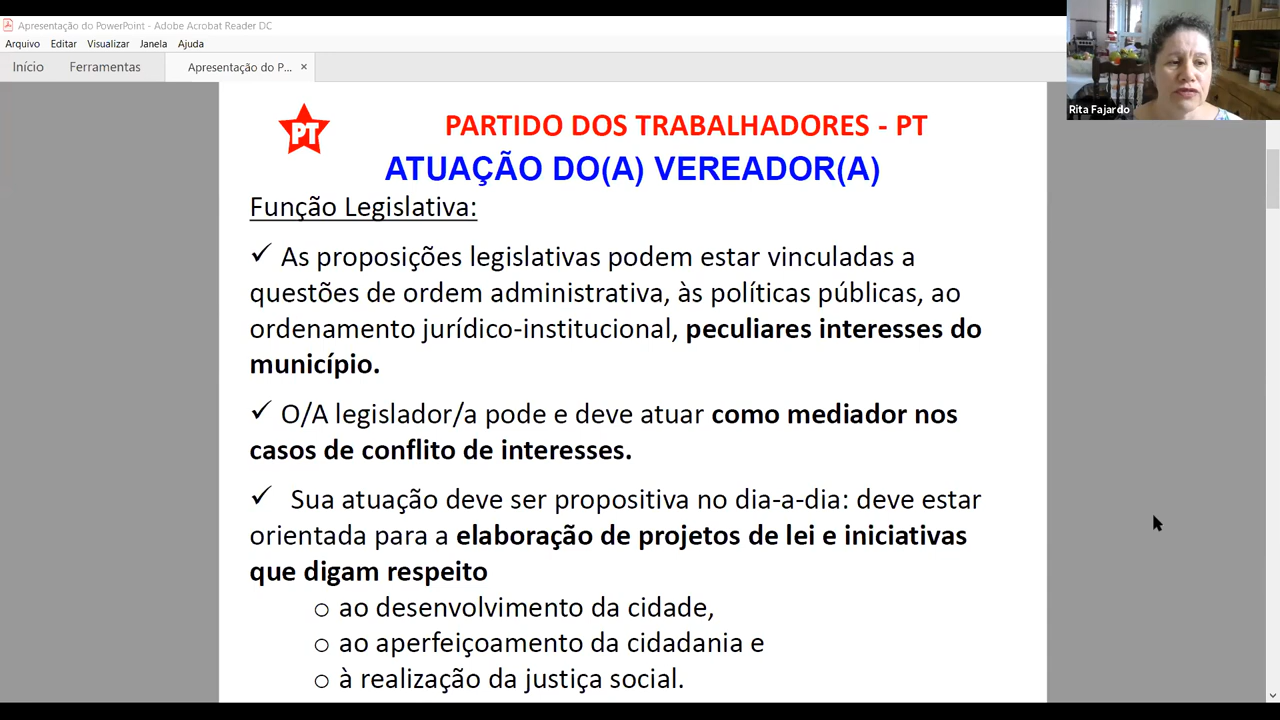 Apresentação do PowerPoint - Adobe Acrobat Reader DC
Arquivo Editar Visualizar Janela Ajuda
Início Ferramentas Apresentação do P... ×
Rita Fajardo
PT
PARTIDO DOS TRABALHADORES - PT
ATUAÇÃO DO(A) VEREADOR(A)
Função Legislativa:
✓ As proposições legislativas podem estar vinculadas a
questões de ordem administrativa, às políticas públicas, ao
ordenamento jurídico-institucional, peculiares interesses do
município.
✓ O/A legislador/a pode e deve atuar como mediador nos
casos de conflito de interesses.
✓ Sua atuação deve ser propositiva no dia-a-dia: deve estar
orientada para a elaboração de projetos de lei e iniciativas
que digam respeito
o ao desenvolvimento da cidade,
o ao aperfeiçoamento da cidadania e
o à realização da justiça social.